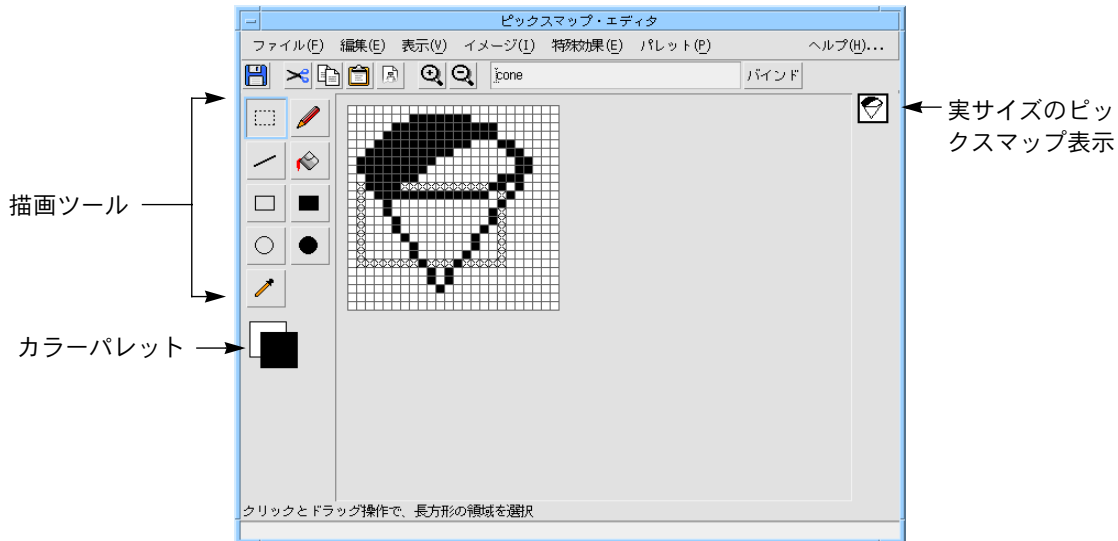 ピックスマップ・エディタ
ファイル(F) 編集(E) 表示(V) イメージ(I) 特殊効果(E) パレット(P) ヘルプ(H)...
cone バインド
実サイズのピッ
クスマップ表示
描画ツール
カラーパレット
クリックとドラッグ操作で、長方形の領域を選択